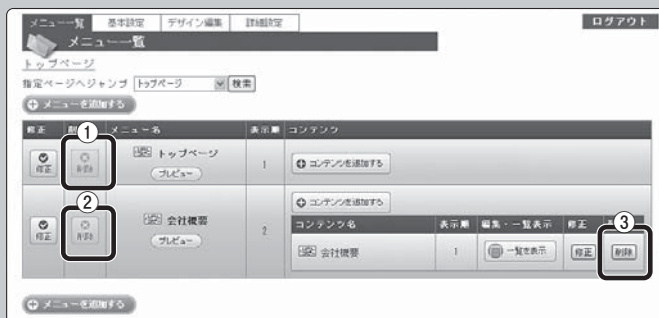 メニュー一覧 基本設定 デザイン編集 詳細設定 ログアウト
メニュー一覧
トップページ
指定ページへジャンプ トップページ 検索
メニューを追加する
修正 削除 メニュー名 表示順 コンテンツ
①
修正 削除 トップページ 1 コンテンツを追加する
プレビュー
②
コンテンツを追加する
修正 削除 会社概要 2 コンテンツ名 表示順 編集・一覧表示 修正
③
プレビュー 会社概要 1 一覧を表示 修正 削除
メニューを追加する